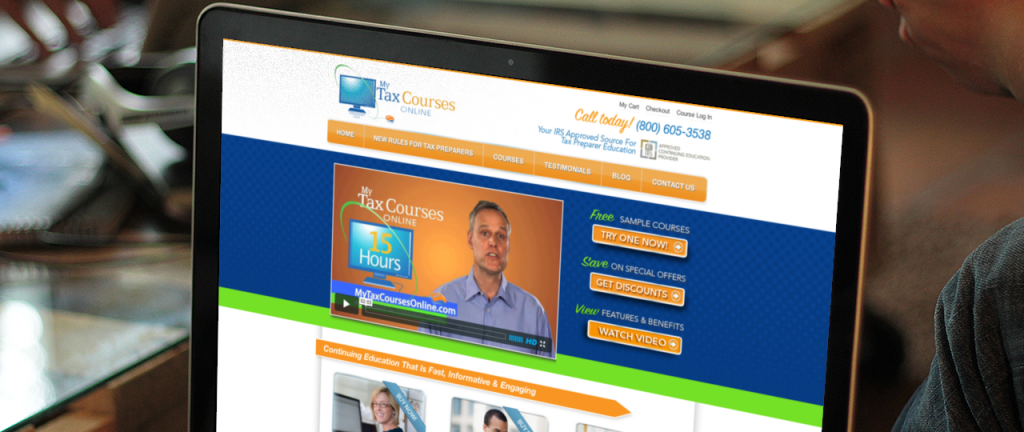 My Cart Checkout Course Log In
My
Tax Courses
ONLINE
Call today! (800) 605-3538
Your IRS Approved Source For
Tax Preparer Education
APPROVED
CONTINUING EDUCATION
PROVIDER
HOME NEW RULES FOR TAX PREPARERS COURSES TESTIMONIALS BLOG CONTACT US
My
Tax Courses
ONLINE
15
Hours
MyTaxCoursesOnline.com
HD
Free SAMPLE COURSES
TRY ONE NOW!
Save ON SPECIAL OFFERS
GET DISCOUNTS
View FEATURES & BENEFITS
WATCH VIDEO
Continuing Education That Is Fast, Informative & Engaging
BUY NOW